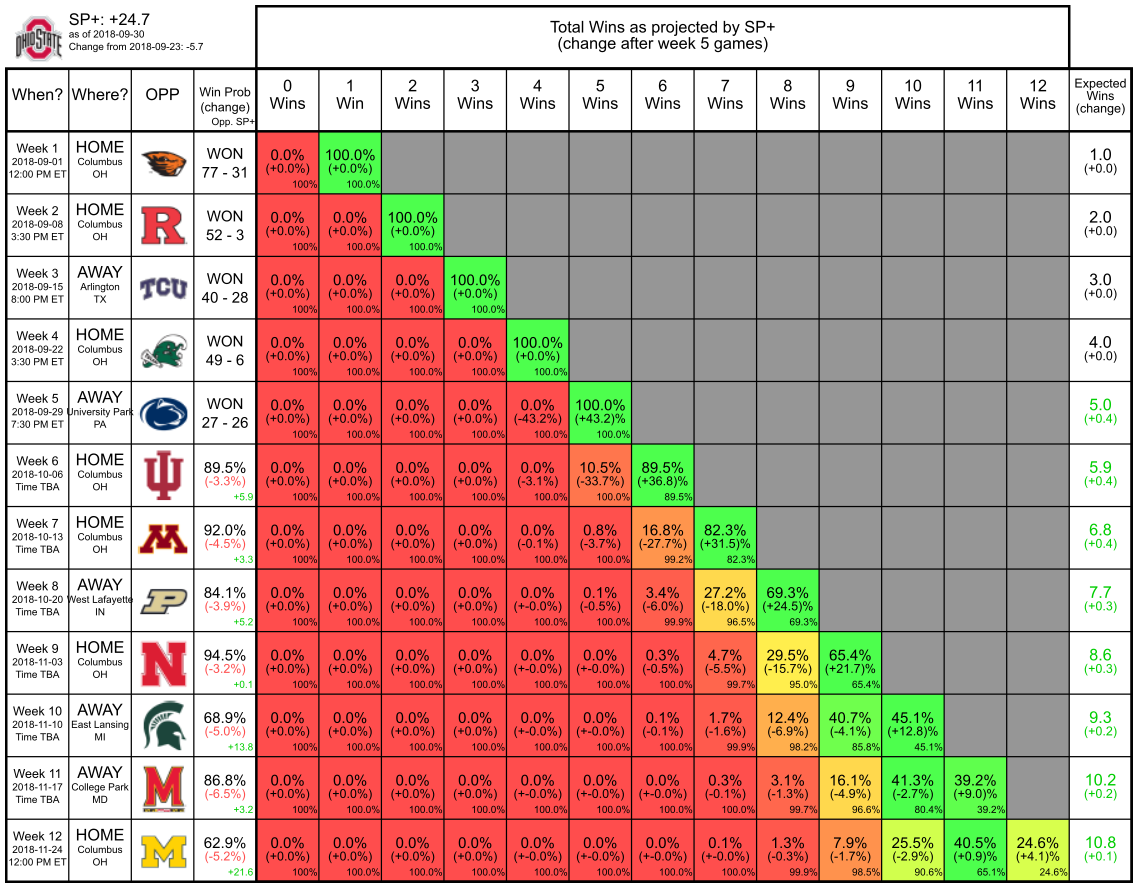 OHIO STATE
SP+: +24.7
as of 2018-09-30
Change from 2018-09-23: -5.7
Total Wins as projected by SP+
(change after week 5 games)
When? Where? OPP Win Prob (change) Opp. SP+ 0 Wins 1 Win 2 Wins 3 Wins 4 Wins 5 Wins 6 Wins 7 Wins 8 Wins 9 Wins 10 Wins 11 Wins 12 Wins Expected Wins (change)
Week 1 HOME WON 0.0% 100.0% 1.0
2018-09-01 Columbus (+0.0%) (+0.0%) (+0.0)
12:00 PM ET OH 77 - 31 100% 100.0%
Week 2 HOME R WON 0.0% 0.0% 100.0% 2.0
2018-09-08 Columbus (+0.0%) (+0.0%) (+0.0%) (+0.0)
3:30 PM ET OH 52 - 3 100% 100.0% 100.0%
Week 3 AWAY TCU WON 0.0% 0.0% 0.0% 100.0% 3.0
2018-09-15 Arlington (+0.0%) (+0.0%) (+0.0%) (+0.0%) (+0.0)
8:00 PM ET TX 40 - 28 100% 100.0% 100.0% 100.0%
Week 4 HOME WON 0.0% 0.0% 0.0% 0.0% 100.0% 4.0
2018-09-22 Columbus (+0.0%) (+0.0%) (+0.0%) (+0.0%) (+0.0%) (+0.0)
3:30 PM ET OH 49 - 6 100% 100.0% 100.0% 100.0% 100.0%
Week 5 AWAY WON 0.0% 0.0% 0.0% 0.0% 0.0% 100.0% 5.0
2018-09-29 University Park (+0.0%) (+0.0%) (+0.0%) (+0.0%) (-43.2%) (+43.2)% (+0.4)
7:30 PM ET PA 27 - 26 100% 100.0% 100.0% 100.0% 100.0% 100.0%
Week 6 HOME 89.5% 0.0% 0.0% 0.0% 0.0% 0.0% 10.5% 89.5% 5.9
2018-10-06 Columbus (-3.3%) (+0.0%) (+0.0%) (+0.0%) (+0.0%) (-3.1%) (-33.7%) (+36.8)% (+0.4)
Time TBA OH +5.9 100% 100.0% 100.0% 100.0% 100.0% 100.0% 89.5%
Week 7 HOME M 92.0% 0.0% 0.0% 0.0% 0.0% 0.0% 0.8% 16.8% 82.3% 6.8
2018-10-13 Columbus (-4.5%) (+0.0%) (+0.0%) (+0.0%) (+0.0%) (-0.1%) (-3.7%) (-27.7%) (+31.5)% (+0.4)
Time TBA OH +3.3 100% 100.0% 100.0% 100.0% 100.0% 100.0% 99.2% 82.3%
Week 8 AWAY P 84.1% 0.0% 0.0% 0.0% 0.0% 0.0% 0.1% 3.4% 27.2% 69.3% 7.7
2018-10-20 West Lafayette (-3.9%) (+0.0%) (+0.0%) (+0.0%) (+0.0%) (+-0.0%) (-0.5%) (-6.0%) (-18.0%) (+24.5)% (+0.3)
Time TBA IN +5.2 100% 100.0% 100.0% 100.0% 100.0% 100.0% 99.9% 96.5% 69.3%
Week 9 HOME N 94.5% 0.0% 0.0% 0.0% 0.0% 0.0% 0.0% 0.3% 4.7% 29.5% 65.4% 8.6
2018-11-03 Columbus (-3.2%) (+0.0%) (+0.0%) (+0.0%) (+0.0%) (+-0.0%) (+-0.0%) (-0.5%) (-5.5%) (-15.7%) (+21.7)% (+0.3)
Time TBA OH +0.1 100% 100.0% 100.0% 100.0% 100.0% 100.0% 100.0% 99.7% 95.0% 65.4%
Week 10 AWAY 68.9% 0.0% 0.0% 0.0% 0.0% 0.0% 0.0% 0.1% 1.7% 12.4% 40.7% 45.1% 9.3
2018-11-10 East Lansing (-5.0%) (+0.0%) (+0.0%) (+0.0%) (+0.0%) (+-0.0%) (+-0.0%) (-0.1%) (-1.6%) (-6.9%) (-4.1%) (+12.8)% (+0.2)
Time TBA MI +13.8 100% 100.0% 100.0% 100.0% 100.0% 100.0% 100.0% 99.9% 98.2% 85.8% 45.1%
Week 11 AWAY M 86.8% 0.0% 0.0% 0.0% 0.0% 0.0% 0.0% 0.0% 0.3% 3.1% 16.1% 41.3% 39.2% 10.2
2018-11-17 College Park (-6.5%) (+0.0%) (+0.0%) (+0.0%) (+0.0%) (+-0.0%) (+-0.0%) (+-0.0%) (-0.1%) (-1.3%) (-4.9%) (-2.7%) (+9.0)% (+0.2)
Time TBA MD +3.2 100% 100.0% 100.0% 100.0% 100.0% 100.0% 100.0% 100.0% 99.7% 96.6% 80.4% 39.2%
Week 12 HOME M 62.9% 0.0% 0.0% 0.0% 0.0% 0.0% 0.0% 0.0% 0.1% 1.3% 7.9% 25.5% 40.5% 24.6% 10.8
2018-11-24 Columbus (-5.2%) (+0.0%) (+0.0%) (+0.0%) (+0.0%) (+-0.0%) (+-0.0%) (+-0.0%) (+-0.0%) (-0.3%) (-1.7%) (-2.9%) (+0.9)% (+4.1)% (+0.1)
12:00 PM ET OH +21.6 100% 100.0% 100.0% 100.0% 100.0% 100.0% 100.0% 100.0% 99.9% 98.5% 90.6% 65.1% 24.6%